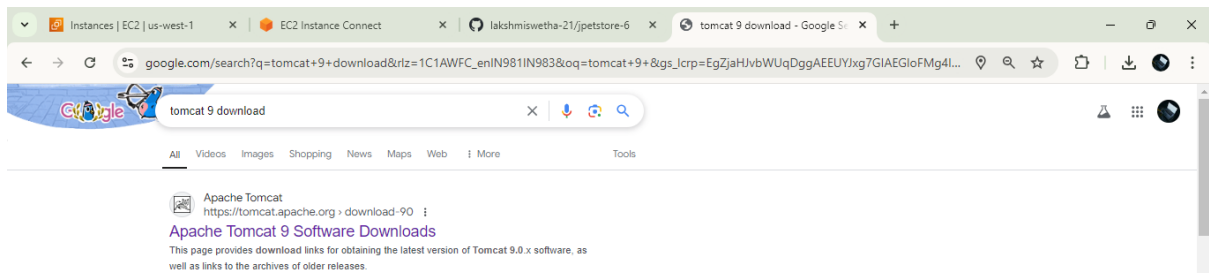 Instances | EC2 | us-west-1
EC2 Instance Connect
lakshmiswetha-21/jpetstore-6
tomcat 9 download - Google Se
google.com/search?q=tomcat+9+download&rlz=1C1AWFC_enIN981IN983&oq=tomcat+9+&gs_lcrp=EgZjaHJvbWUqDggAEEUYJxg7GIAEGIoFMg4I...
Google
tomcat 9 download
All Videos Images Shopping News Maps Web ⋮ More Tools
Apache Tomcat
https://tomcat.apache.org › download-90
Apache Tomcat 9 Software Downloads
This page provides download links for obtaining the latest version of Tomcat 9.0.x software, as
well as links to the archives of older releases.